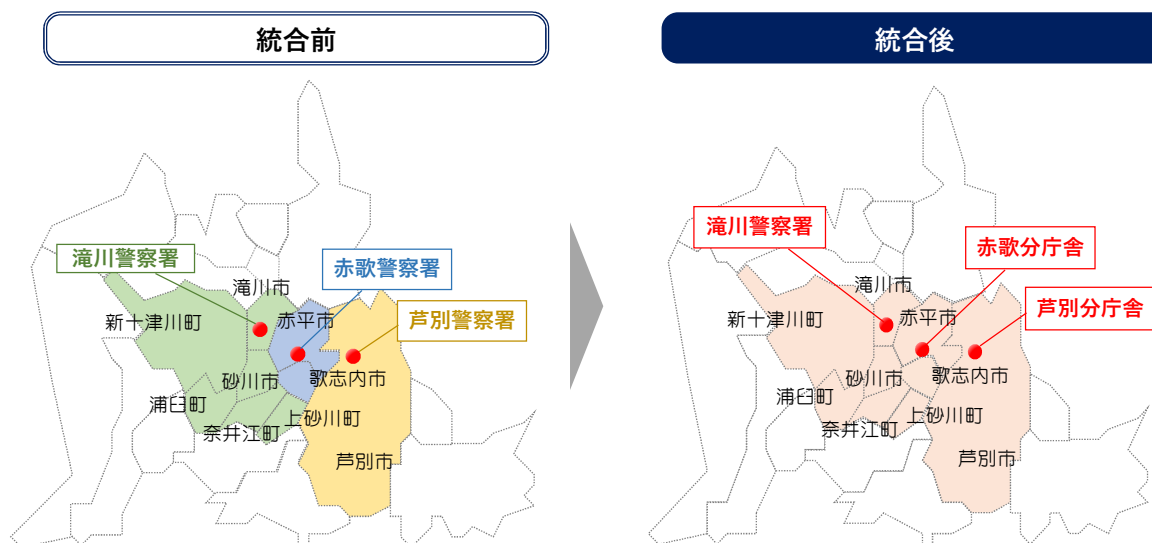 統合前
滝川警察署
赤歌警察署
芦別警察署
滝川市
新十津川町
赤平市
砂川市
歌志内市
浦臼町
奈井江町
上砂川町
芦別市
統合後
滝川警察署
赤歌分庁舎
芦別分庁舎
滝川市
新十津川町
赤平市
砂川市
歌志内市
浦臼町
奈井江町
上砂川町
芦別市